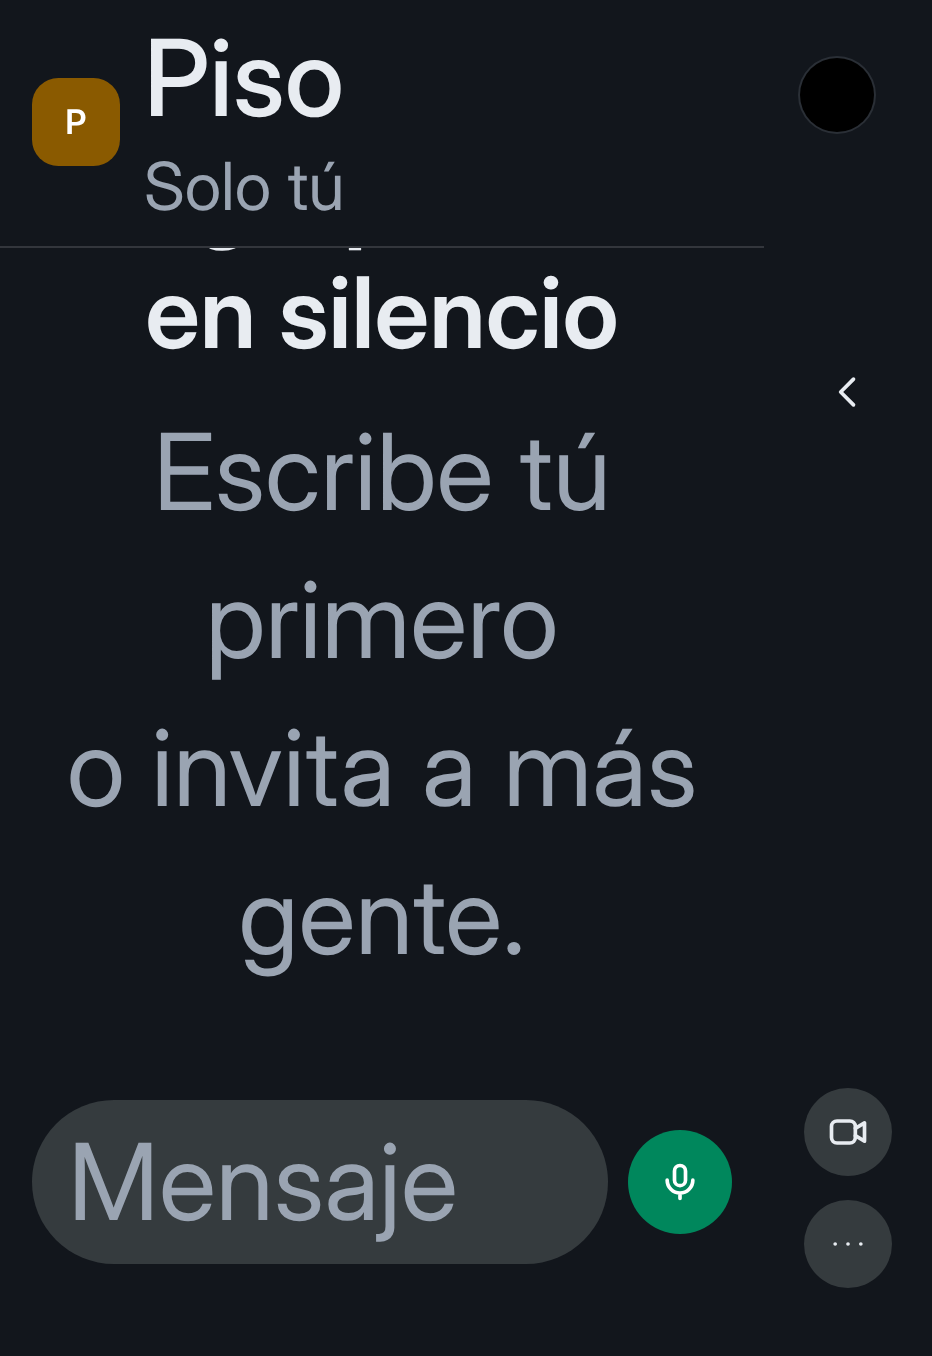 P
Piso
Solo tú
en silencio
Escribe tú
primero
o invita a más
gente.
Mensaje